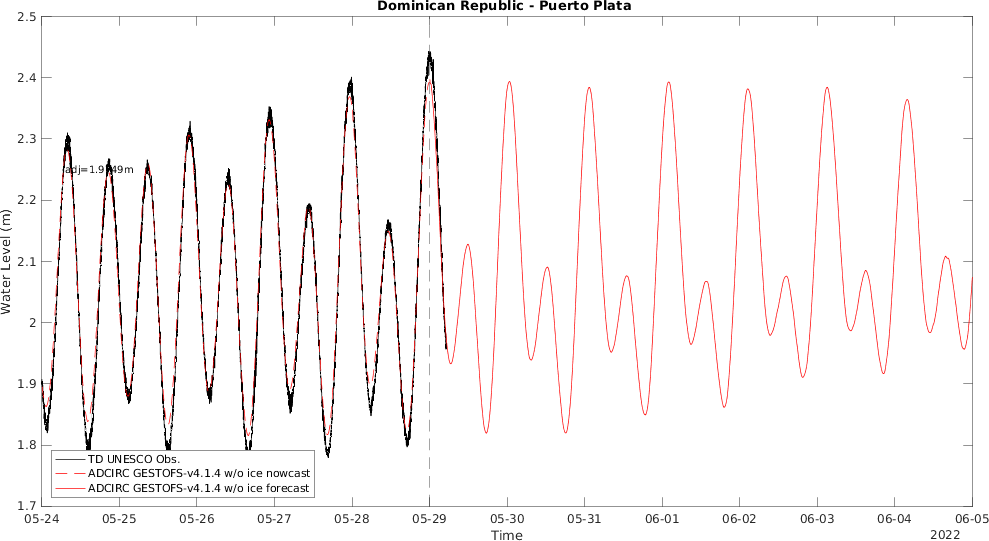 Dominican Republic - Puerto Plata
2.5
2.4
2.3
2.2
2.1
2
1.9
1.8
1.7
Water Level (m)
TD UNESCO Obs.
ADCIRC GESTOFS-v4.1.4 w/o ice nowcast
ADCIRC GESTOFS-v4.1.4 w/o ice forecast
05-24 05-25 05-26 05-27 05-28 05-29 05-30 05-31 06-01 06-02 06-03 06-04 06-05
Time
2022